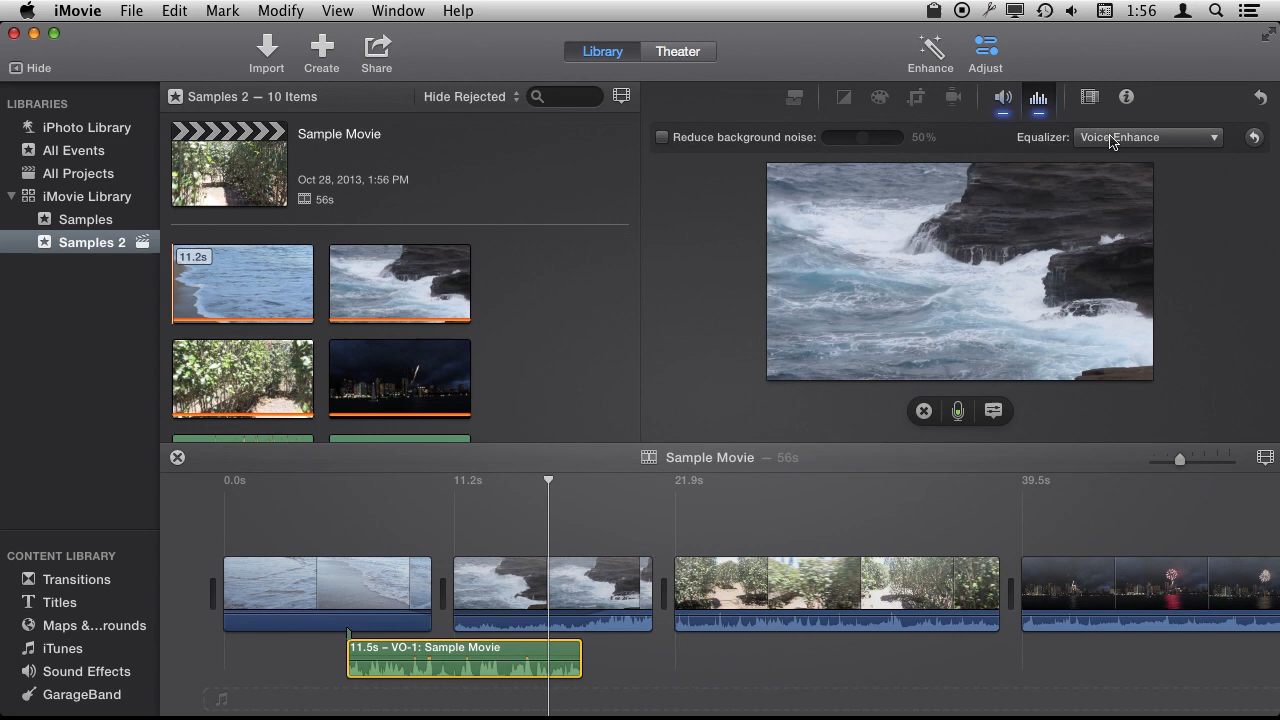 iMovie File Edit Mark Modify View Window Help 1:56
Hide
Import Create Share
Library Theater
Enhance Adjust
LIBRARIES
iPhoto Library
All Events
All Projects
iMovie Library
Samples
Samples 2
Samples 2 — 10 Items
Hide Rejected
Sample Movie
Oct 28, 2013, 1:56 PM
56s
11.2s
Reduce background noise: 50%
Equalizer: Voice Enhance
Sample Movie — 56s
0.0s 11.2s 21.9s 39.5s
11.5s – VO-1: Sample Movie
CONTENT LIBRARY
Transitions
Titles
Maps &...rounds
iTunes
Sound Effects
GarageBand